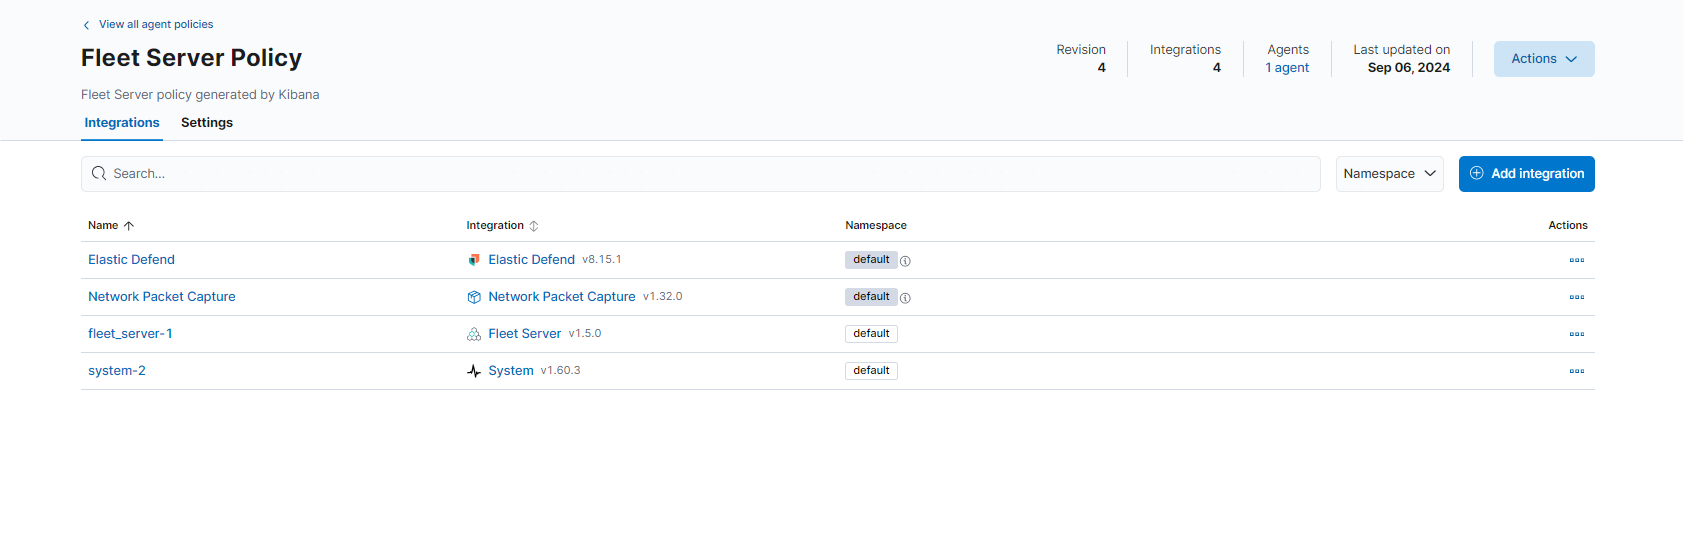 View all agent policies
Fleet Server Policy
Fleet Server policy generated by Kibana
Revision
4
Integrations
4
Agents
1 agent
Last updated on
Sep 06, 2024
Actions
Integrations Settings
Search...
Namespace
Add integration
Name Integration Namespace Actions
Elastic Defend Elastic Defend v8.15.1 default
Network Packet Capture Network Packet Capture v1.32.0 default
fleet_server-1 Fleet Server v1.5.0 default
system-2 System v1.60.3 default